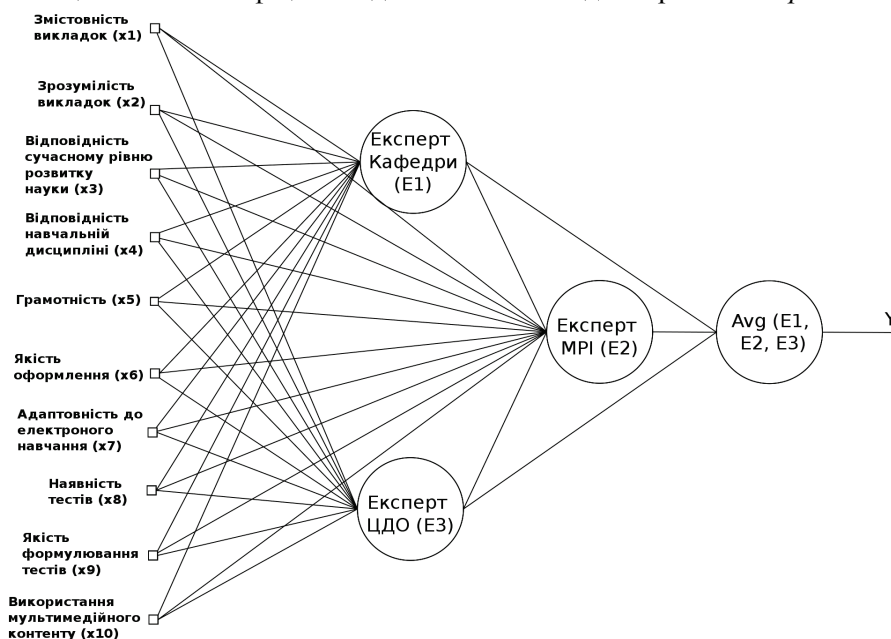 Змістовність
викладок (x1)
Зрозумілість
викладок (x2)
Відповідність
сучасному рівню
розвитку
науки (x3)
Відповідність
навчальній
дисципліні (x4)
Грамотність (x5)
Якість
оформлення (x6)
Адаптовність до
електроного
навчання (x7)
Наявність
тестів (x8)
Якість
формулювання
тестів (x9)
Використання
мультимедійного
контенту (x10)
Експерт
Кафедри
(E1)
Експерт
МРІ (E2)
Експерт
ЦДО (E3)
Avg (E1,
E2, E3)
Y